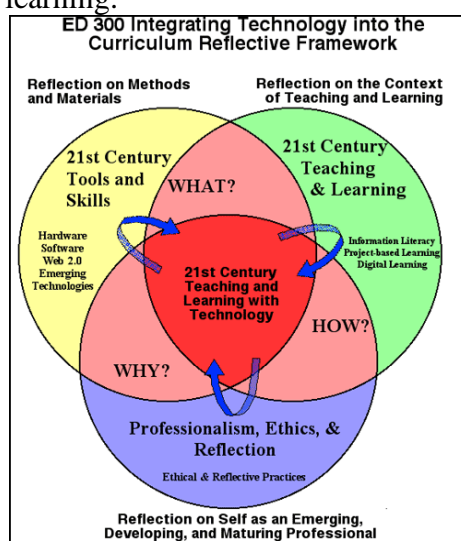 learning.
ED 300 Integrating Technology into the
Curriculum Reflective Framework
Reflection on Methods
and Materials
Reflection on the Context
of Teaching and Learning
21st Century
Tools and
Skills
WHAT?
21st Century
Teaching
& Learning
Hardware
Software
Web 2.0
Emerging
Technologies
Information Literacy
Project-based Learning
Digital Learning
21st Century
Teaching and
Learning with
Technology
HOW?
WHY?
Professionalism, Ethics, &
Reflection
Ethical & Reflective Practices
Reflection on Self as an Emerging,
Developing, and Maturing Professional